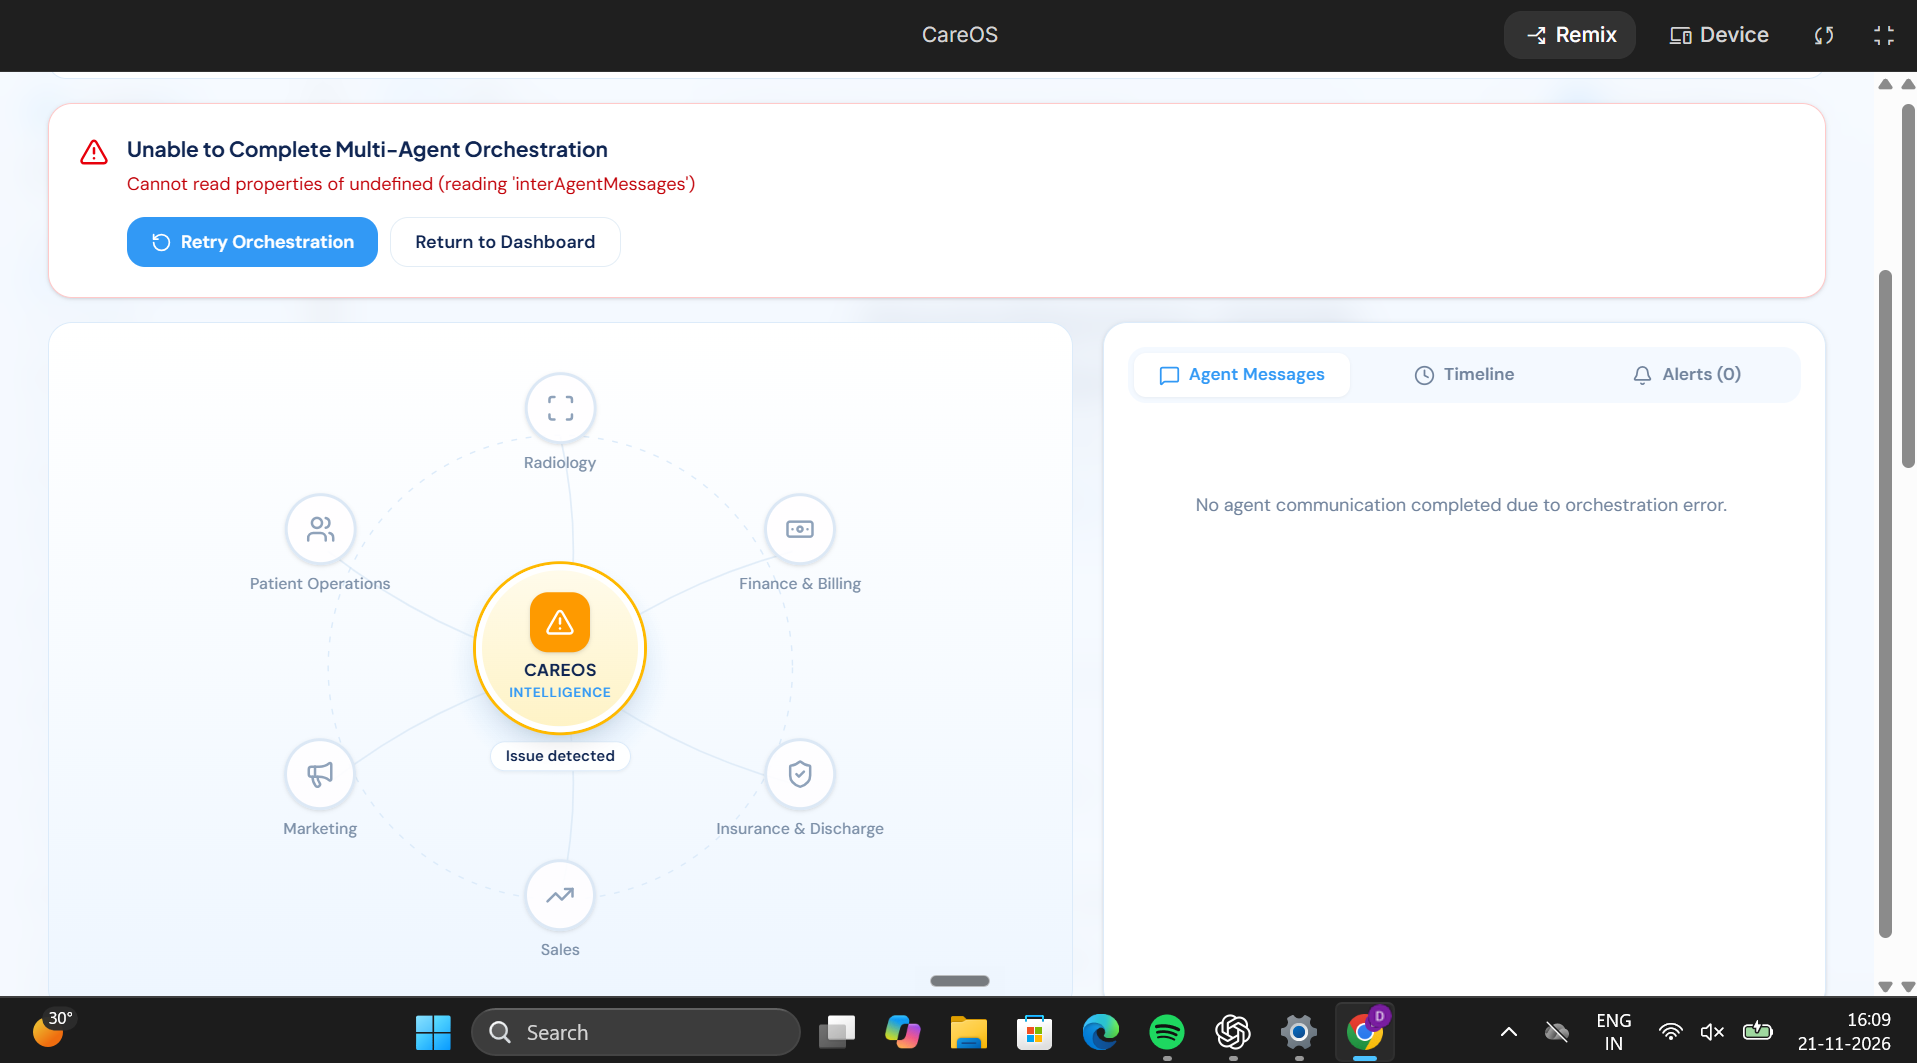 CareOS
Remix
Device
Unable to Complete Multi-Agent Orchestration
Cannot read properties of undefined (reading 'interAgentMessages')
Retry Orchestration
Return to Dashboard
Radiology
Patient Operations
Finance & Billing
CAREOS
INTELLIGENCE
Issue detected
Marketing
Insurance & Discharge
Sales
Agent Messages
Timeline
Alerts (0)
No agent communication completed due to orchestration error.
30°
Search
D
ENG
IN
16:09
21-11-2026